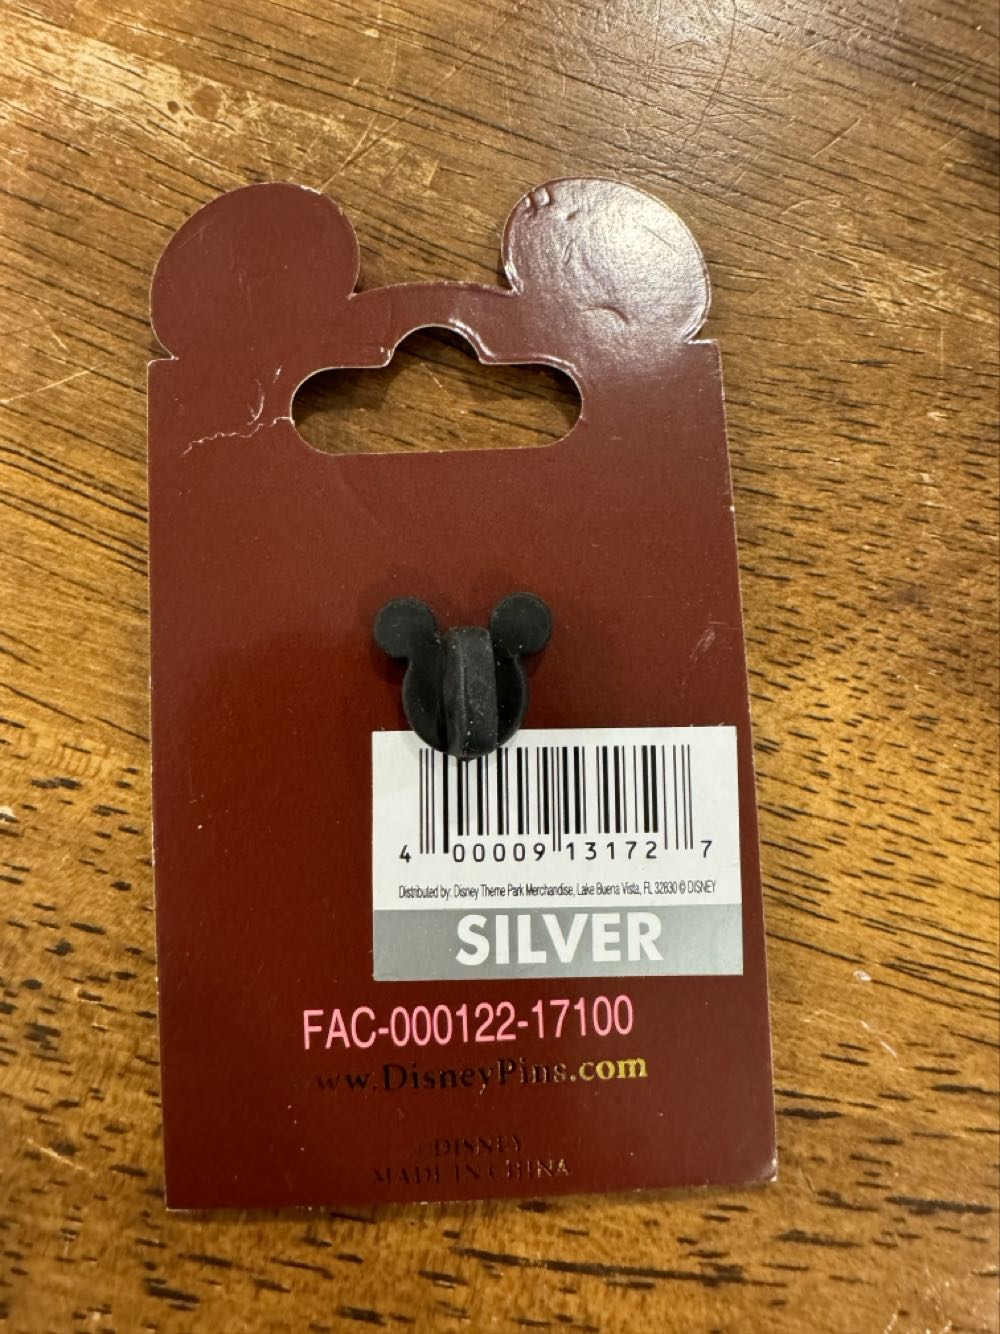 4 00009 13172 7
Distributed by: Disney Theme Park Merchandise, Lake Buena Vista, FL 32830 © DISNEY
SILVER
FAC-000122-17100
www.DisneyPins.com
©DISNEY
MADE IN CHINA